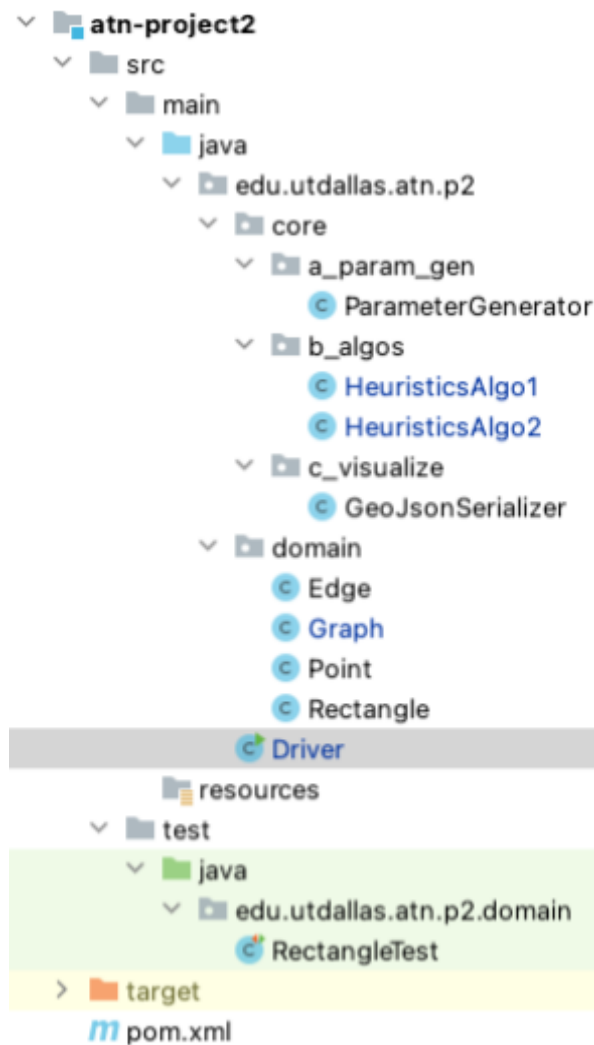 atn-project2
src
main
java
edu.utdallas.atn.p2
core
a_param_gen
C ParameterGenerator
b_algos
C HeuristicsAlgo1
C HeuristicsAlgo2
c_visualize
C GeoJsonSerializer
domain
C Edge
C Graph
C Point
C Rectangle
C Driver
resources
test
java
edu.utdallas.atn.p2.domain
C RectangleTest
target
m pom.xml